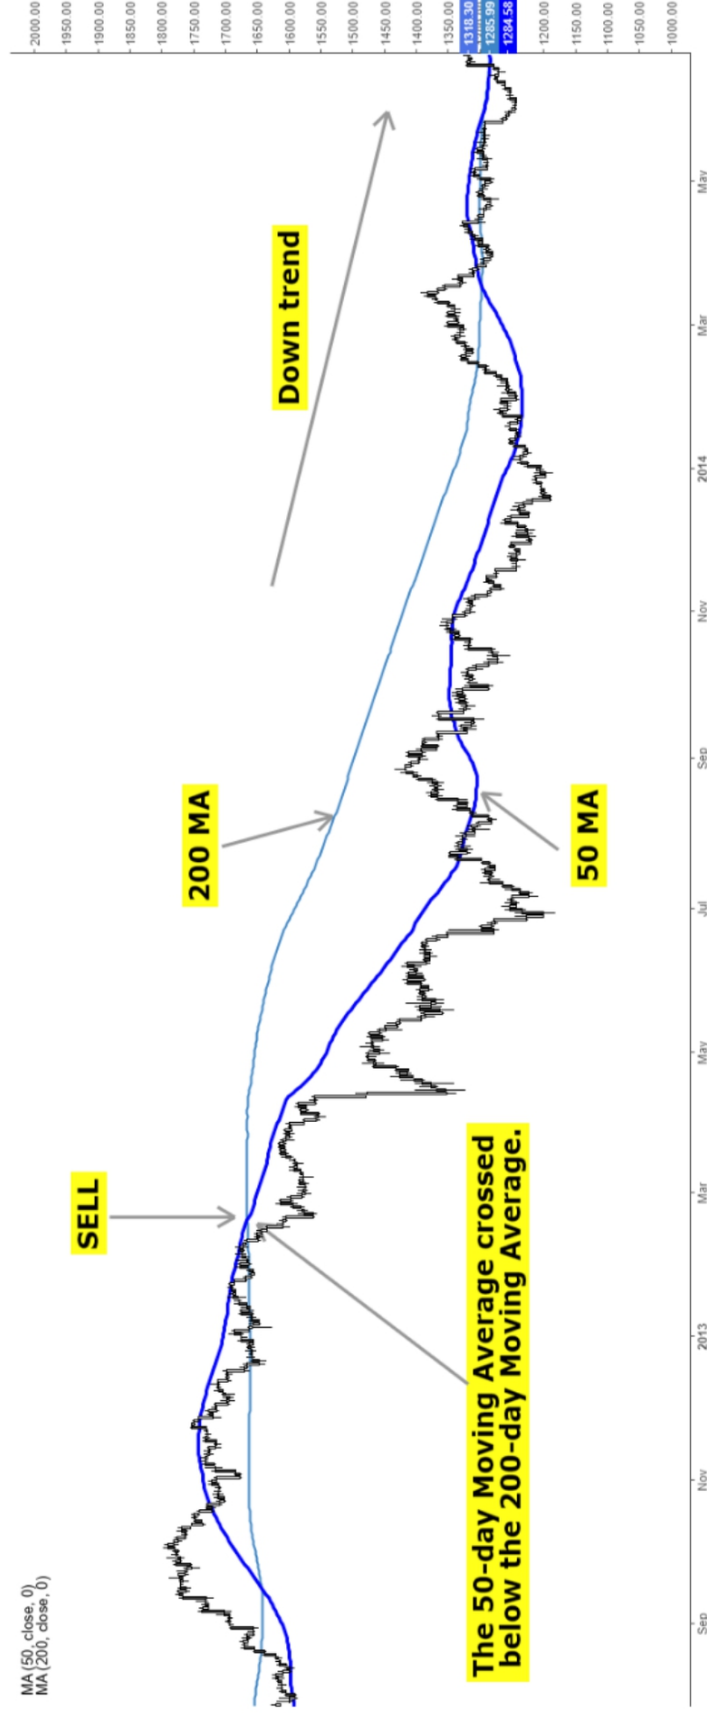 MA (50, close, 0)
MA (200, close, 0)
SELL
200 MA
Down trend
50 MA
The 50-day Moving Average crossed
below the 200-day Moving Average.
2000.00
1950.00
1900.00
1850.00
1800.00
1750.00
1700.00
1650.00
1600.00
1550.00
1500.00
1450.00
1400.00
1350.00
1318.30
1285.99
1284.58
1200.00
1150.00
1100.00
1050.00
1000.00
Sep
Nov
2013
Mar
May
Jul
Sep
Nov
2014
Mar
May